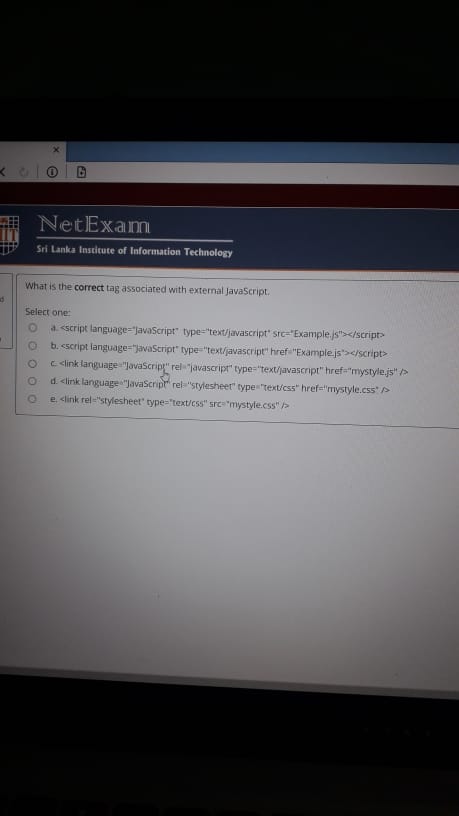 NetExam
Sri Lanka Institute of Information Technology
What is the correct tag associated with external JavaScript.
Select one:
a. <script language="JavaScript" type="text/javascript" src="Example.js"></script>
b. <script language="JavaScript" type="text/javascript" href="Example.js"></script>
c. <link language="JavaScript" rel="javascript" type="text/javascript" href="mystyle.js" />
d. <link language="JavaScript" rel="stylesheet" type="text/css" href="mystyle.css" />
e. <link rel="stylesheet" type="text/css" src="mystyle.css" />